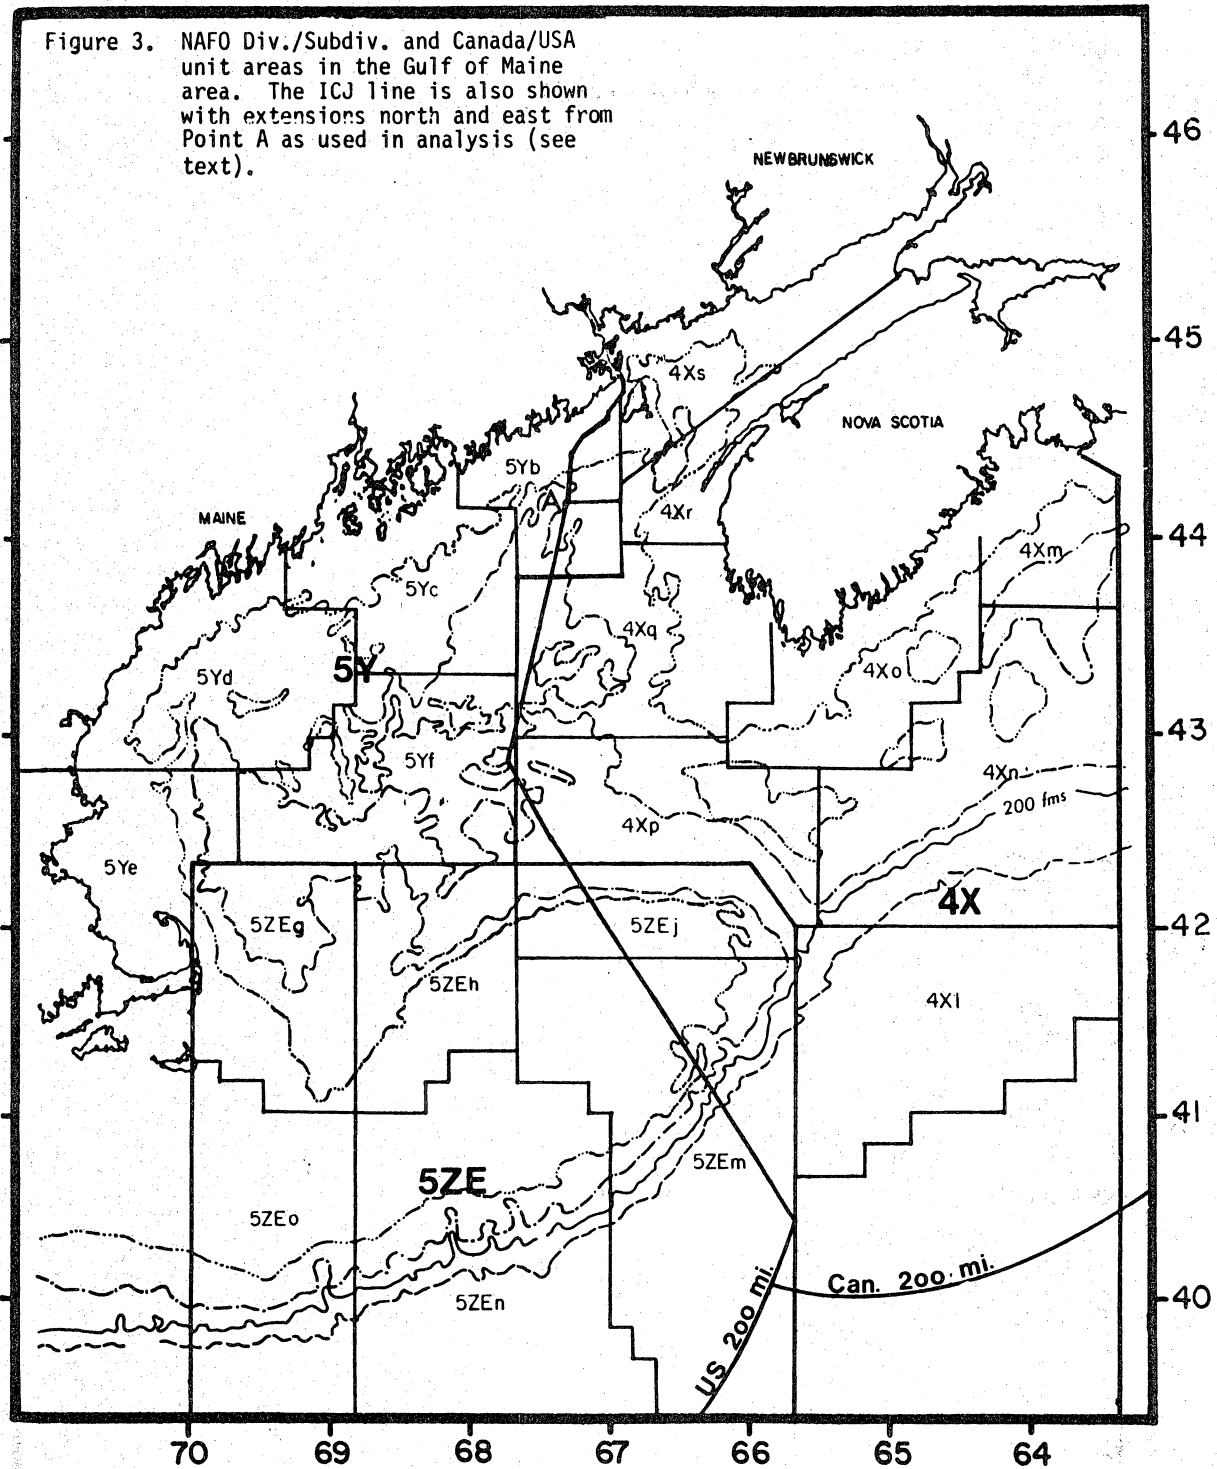 Figure 3. NAFO Div./Subdiv. and Canada/USA
unit areas in the Gulf of Maine
area. The ICJ line is also shown
with extensions north and east from
Point A as used in analysis (see
text).
46
NEW BRUNSWICK
45
4Xs
NOVA SCOTIA
5Yb
A
4Xr
MAINE
44
4Xm
5Yc
4Xq
5Y
4Xo
5Yd
43
5Yf
4Xn
200 fms
4Xp
5Ye
4X
5ZEg
5ZEj
42
5ZEh
4Xl
41
5ZEm
5ZE
5ZEo
Can. 200 mi.
US 200 mi.
5ZEn
40
70 69 68 67 66 65 64